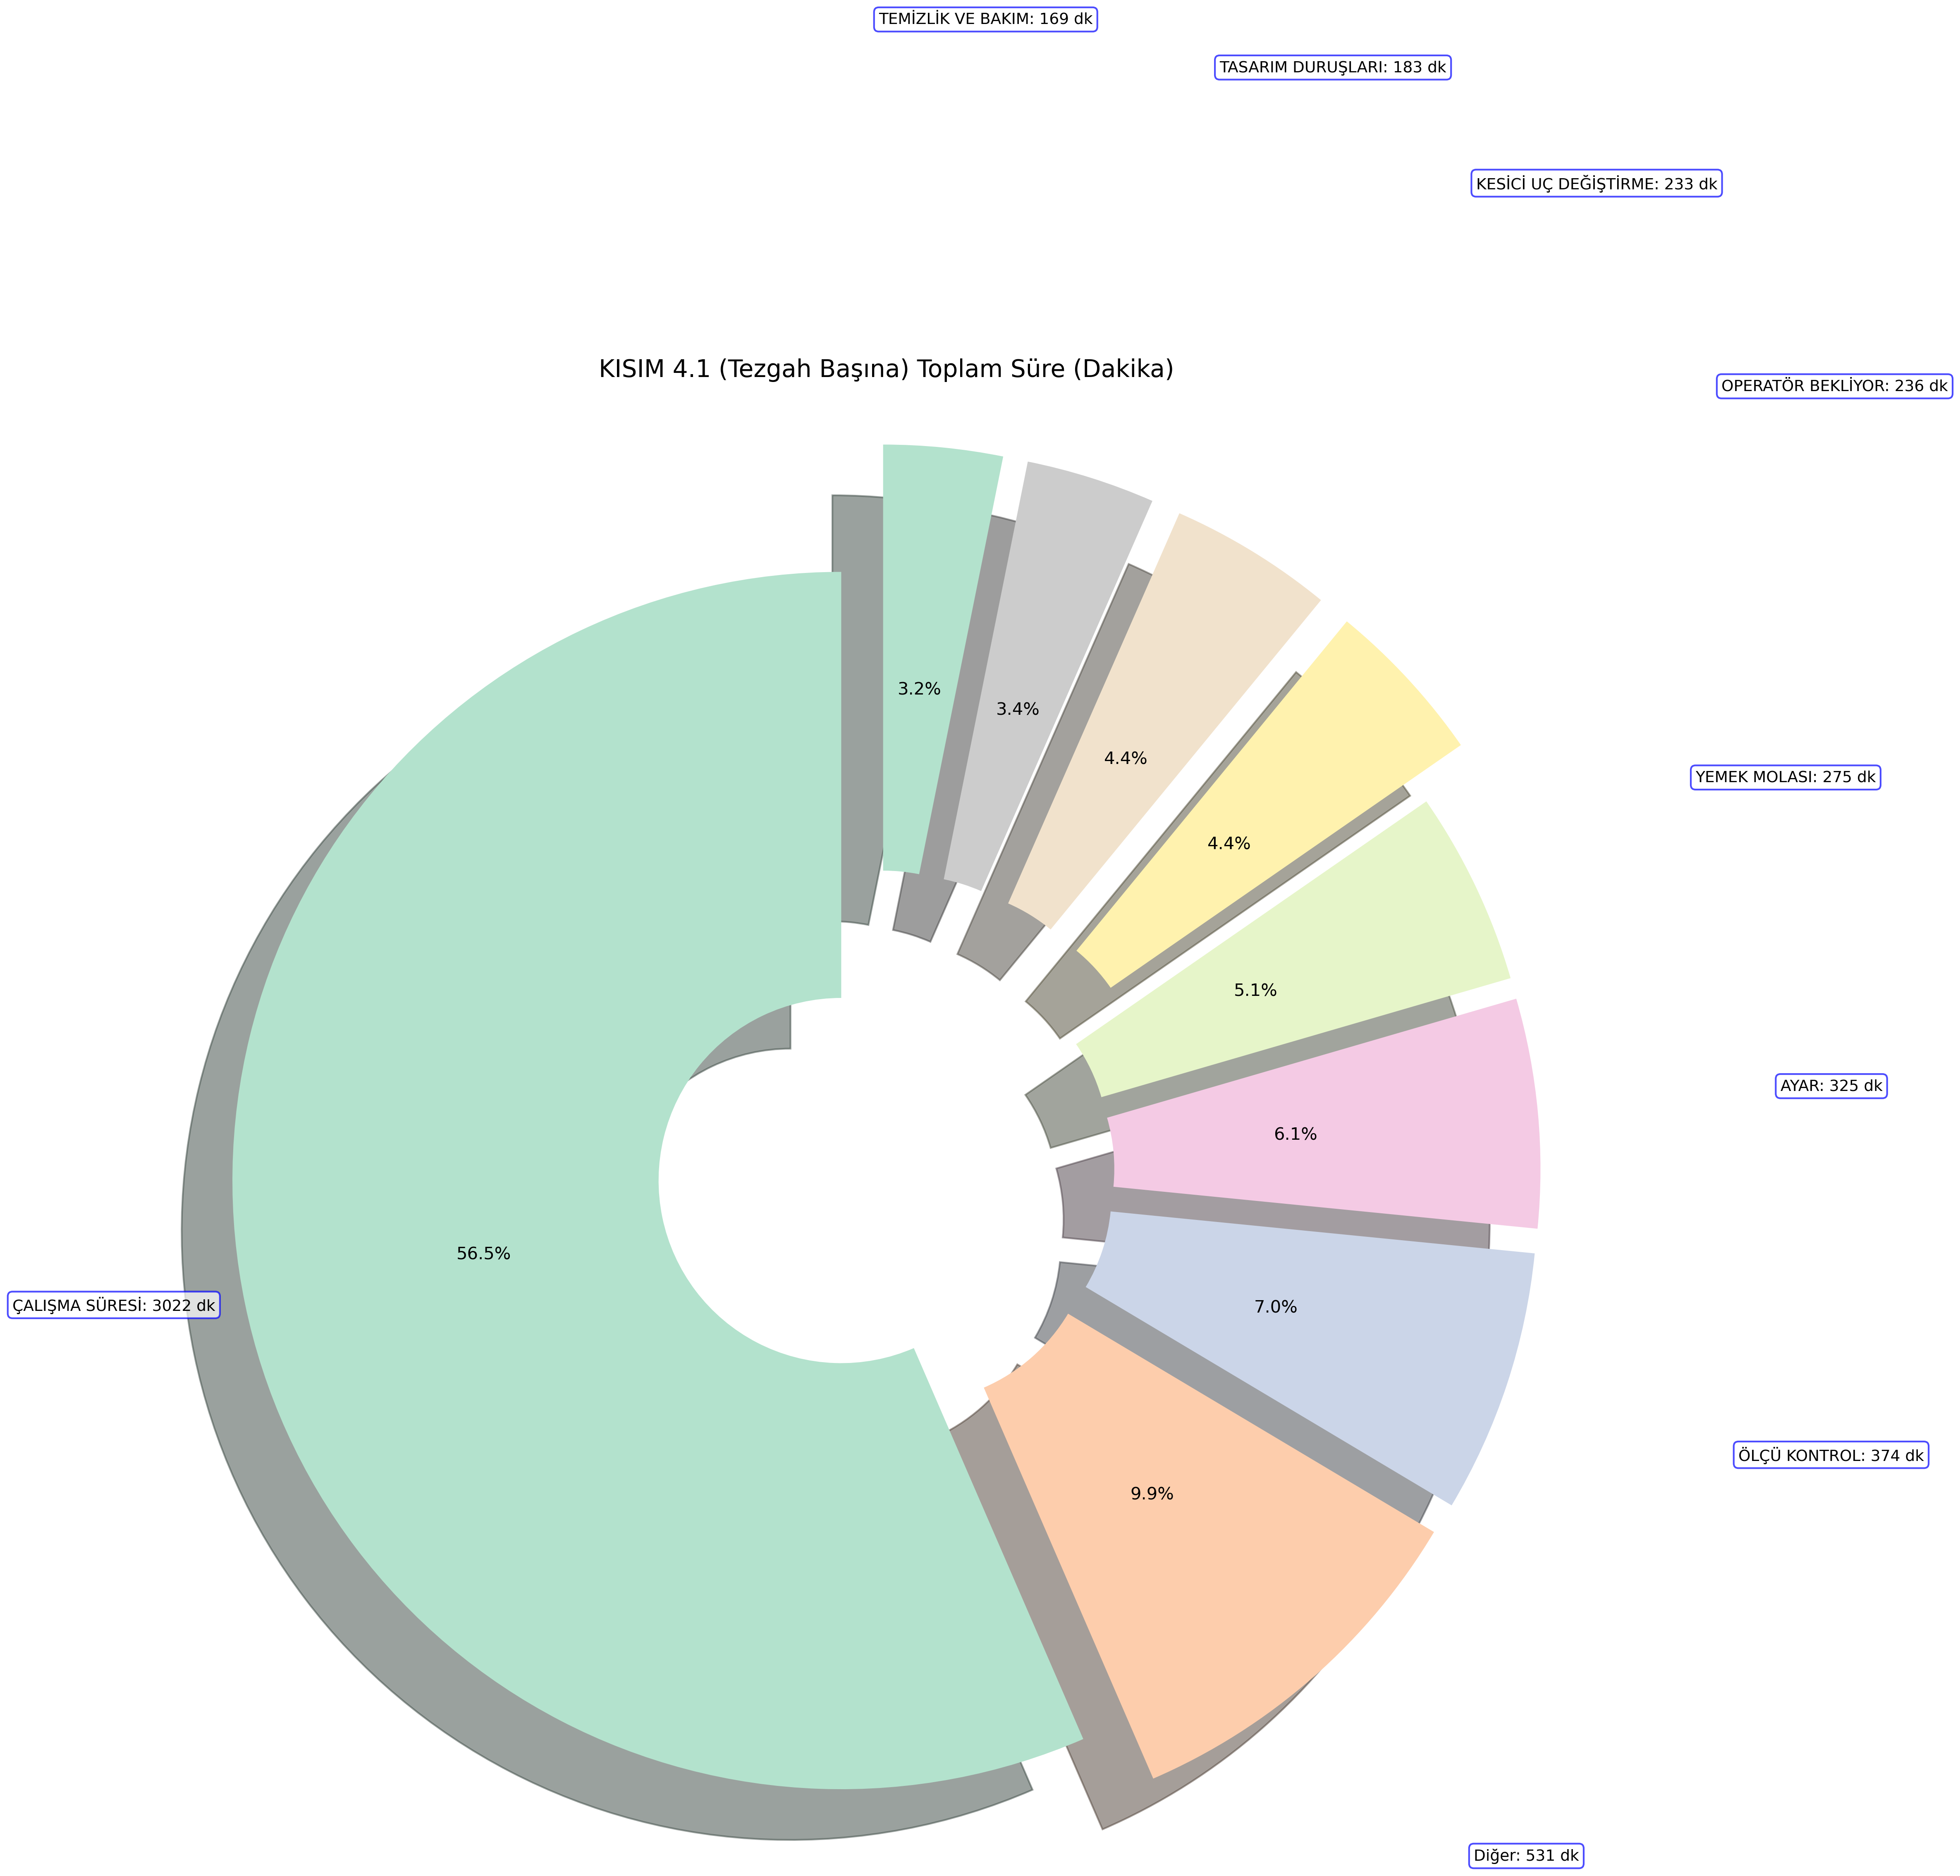 TEMİZLİK VE BAKIM: 169 dk
TASARIM DURUŞLARI: 183 dk
KESİCİ UÇ DEĞİŞTİRME: 233 dk
KISIM 4.1 (Tezgah Başına) Toplam Süre (Dakika)
OPERATÖR BEKLİYOR: 236 dk
3.2%
3.4%
4.4%
YEMEK MOLASI: 275 dk
4.4%
5.1%
AYAR: 325 dk
6.1%
56.5%
ÇALIŞMA SÜRESİ: 3022 dk
7.0%
ÖLÇÜ KONTROL: 374 dk
9.9%
Diğer: 531 dk